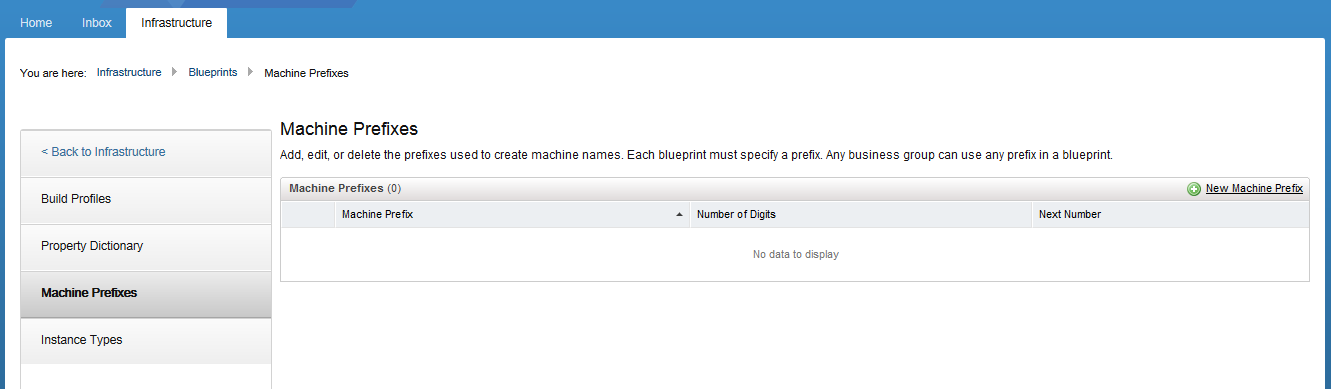 Home Inbox Infrastructure
You are here: Infrastructure Blueprints Machine Prefixes
< Back to Infrastructure
Build Profiles
Property Dictionary
Machine Prefixes
Instance Types
Machine Prefixes
Add, edit, or delete the prefixes used to create machine names. Each blueprint must specify a prefix. Any business group can use any prefix in a blueprint.
Machine Prefixes (0) New Machine Prefix
Machine Prefix Number of Digits Next Number
No data to display